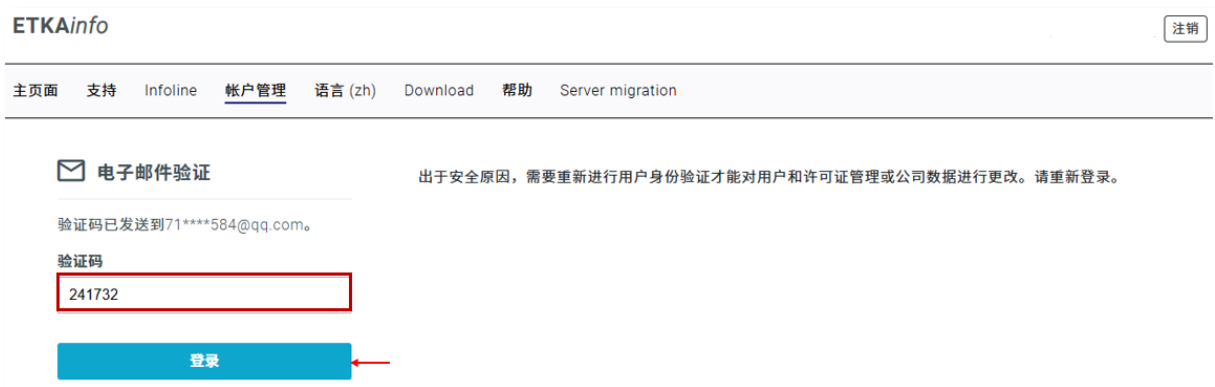 ETKAinfo
注销
主页面 支持 Infoline 帐户管理 语言 (zh) Download 帮助 Server migration
电子邮件验证
出于安全原因，需要重新进行用户身份验证才能对用户和许可证管理或公司数据进行更改。请重新登录。
验证码已发送到71****584@qq.com。
验证码
241732
登录